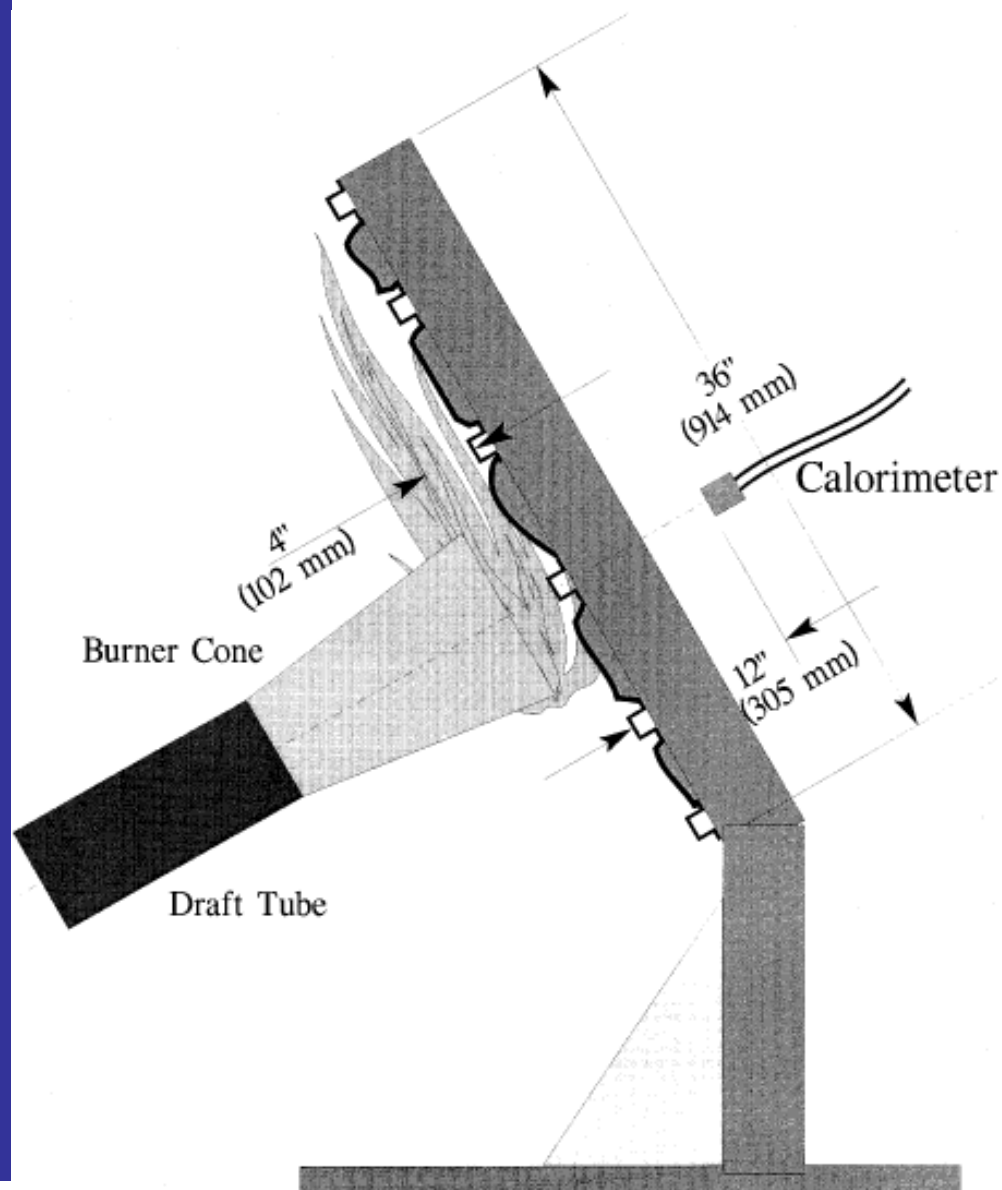 36"
(914 mm)
Calorimeter
4"
(102 mm)
Burner Cone
12"
(305 mm)
Draft Tube